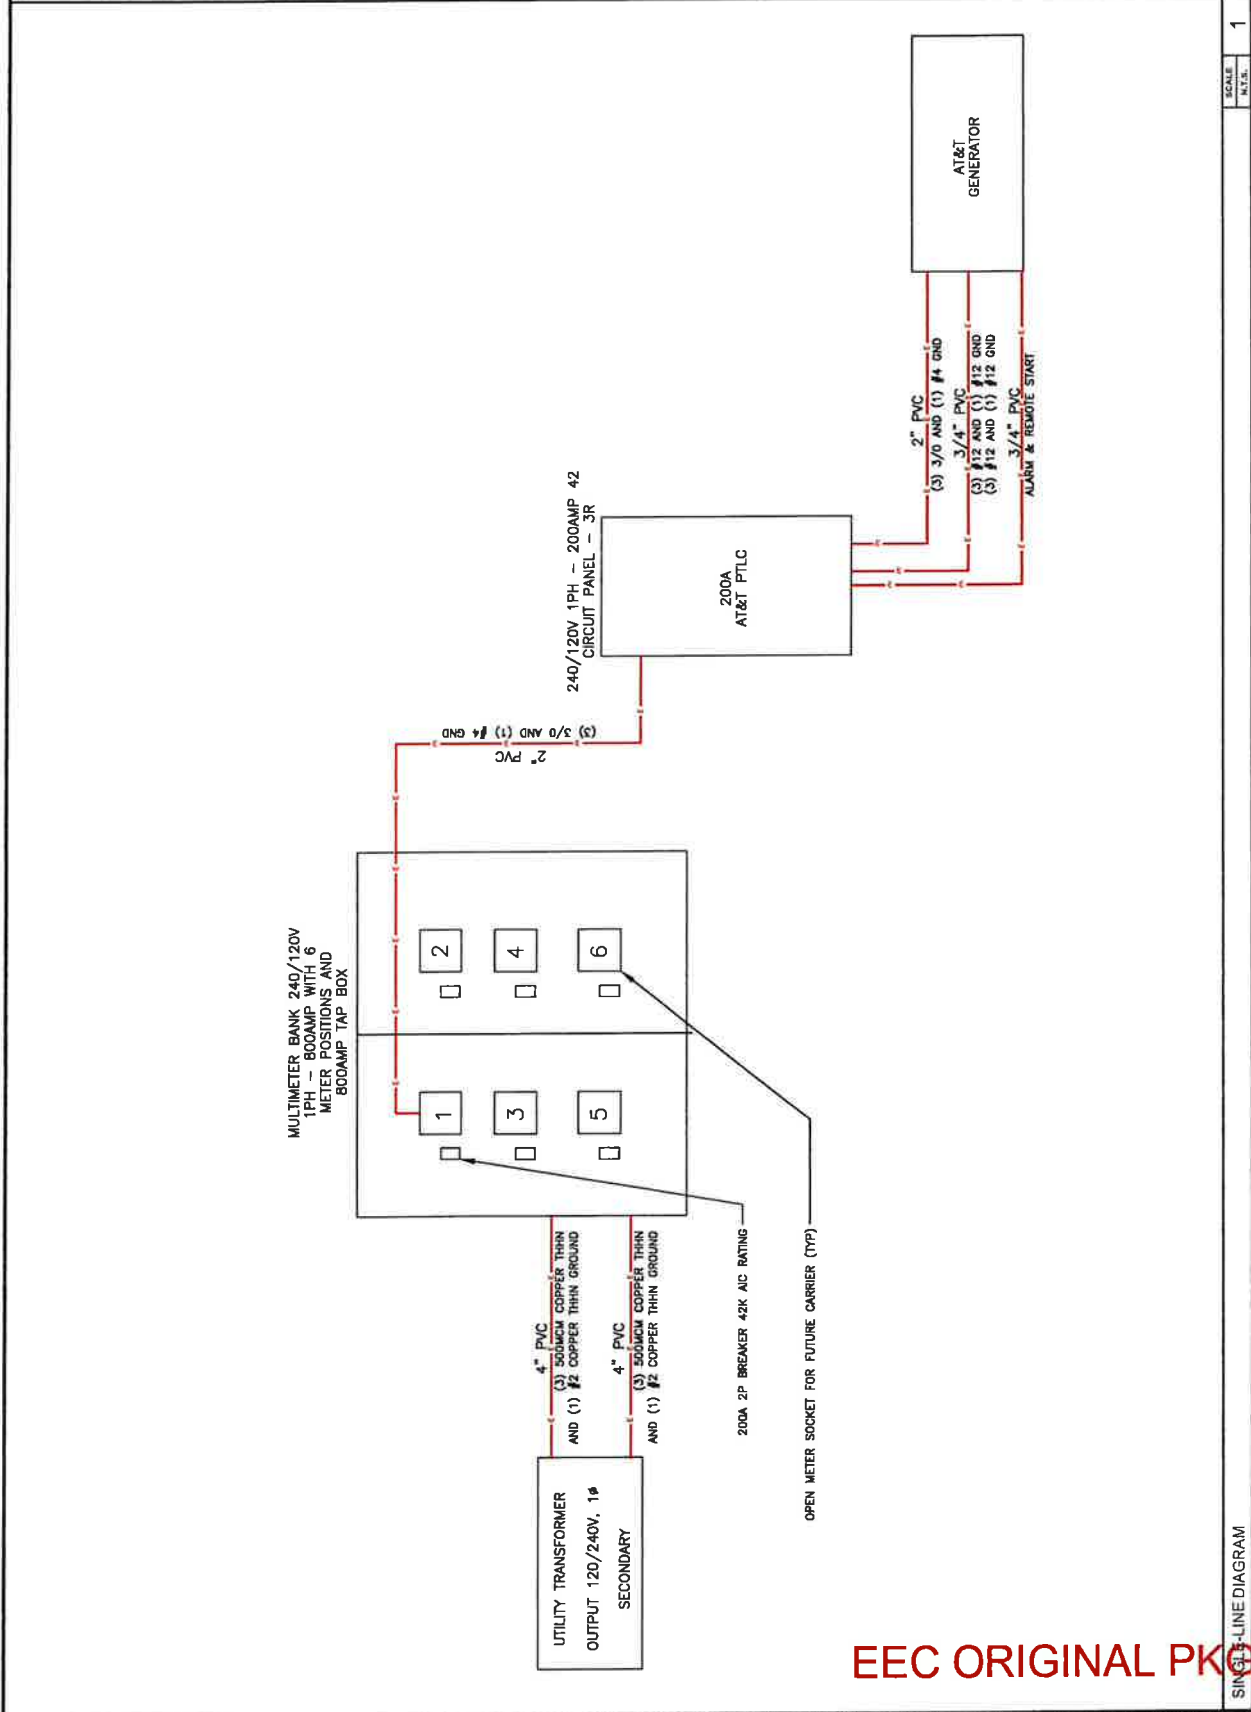 MULTIMETER BANK 240/120V
1PH - 800AMP WITH 6
METER POSITIONS AND
800AMP TAP BOX
1
2
3
4
5
6
UTILITY TRANSFORMER
OUTPUT 120/240V, 1ø
SECONDARY
4" PVC
(3) 500MCM COPPER THHN
AND (1) #2 COPPER THHN GROUND
4" PVC
(3) 500MCM COPPER THHN
AND (1) #2 COPPER THHN GROUND
200A 2P BREAKER 42K AIC RATING
OPEN METER SOCKET FOR FUTURE CARRIER (TYP)
(3) 3/0 AND (1) #4 GND
2" PVC
240/120V 1PH - 200AMP 42
CIRCUIT PANEL - 3R
200A
AT&T PTLC
2" PVC
(3) 3/0 AND (1) #4 GND
3/4" PVC
(3) #12 AND (1) #12 GND
(3) #12 AND (1) #12 GND
3/4" PVC
ALARM & REMOTE START
AT&T
GENERATOR
SINGLE-LINE DIAGRAM
SCALE
N.T.S.
1
EEC ORIGINAL PKG